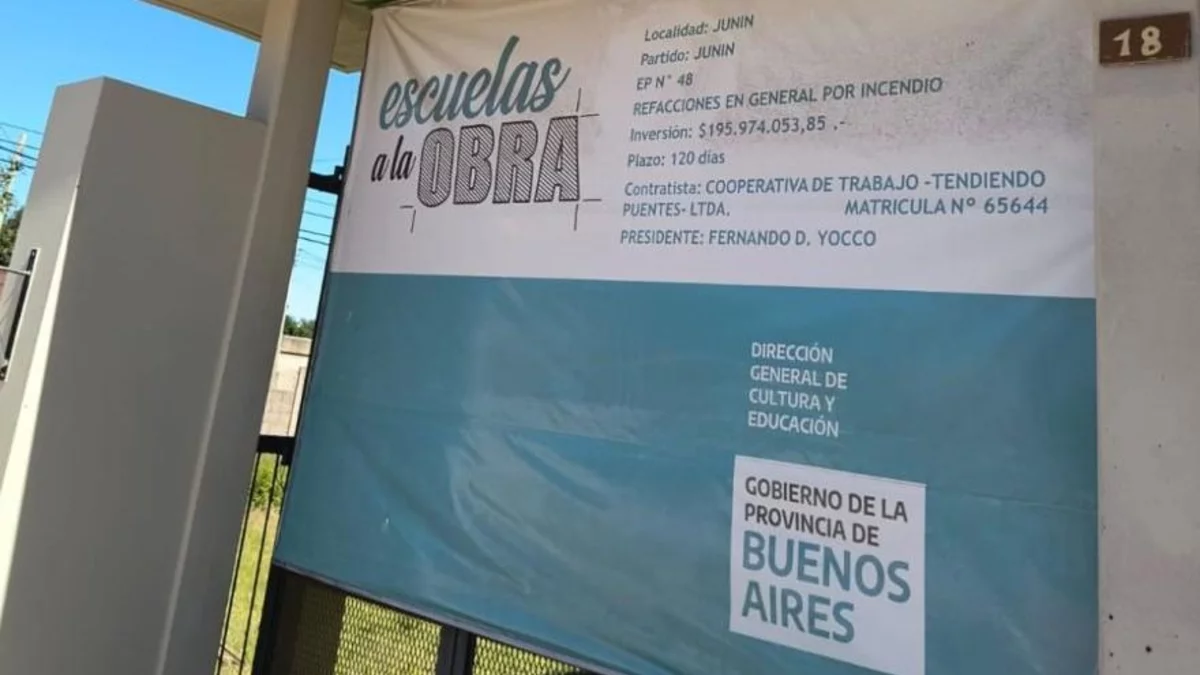 escuelas
a la OBRA
Localidad: JUNIN
Partido: JUNIN
EP N° 48
REFACCIONES EN GENERAL POR INCENDIO
Inversión: $195.974.053,85 .-
Plazo: 120 días
Contratista: COOPERATIVA DE TRABAJO -TENDIENDO
PUENTES- LTDA. MATRICULA Nº 65644
PRESIDENTE: FERNANDO D. YOCCO
18
DIRECCIÓN
GENERAL DE
CULTURA Y
EDUCACIÓN
GOBIERNO DE LA
PROVINCIA DE
BUENOS
AIRES